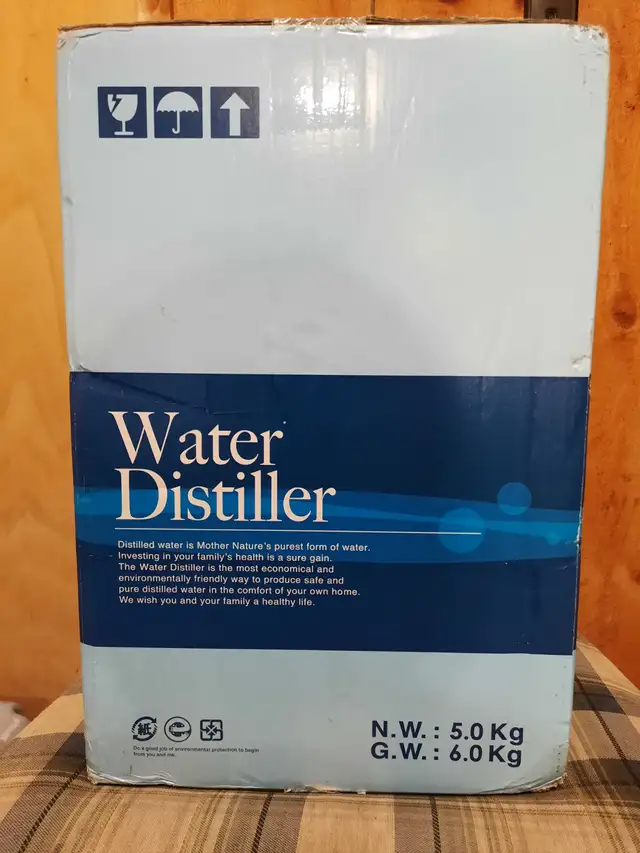 Water
Distiller
Distilled water is Mother Nature's purest form of water.
Investing in your family's health is a sure gain.
The Water Distiller is the most economical and
environmentally friendly way to produce safe and
pure distilled water in the comfort of your own home.
We wish you and your family a healthy life.
紙
Do a good job of environmental protection to begin
from you and me.
N.W. : 5.0 Kg
G.W. : 6.0 Kg